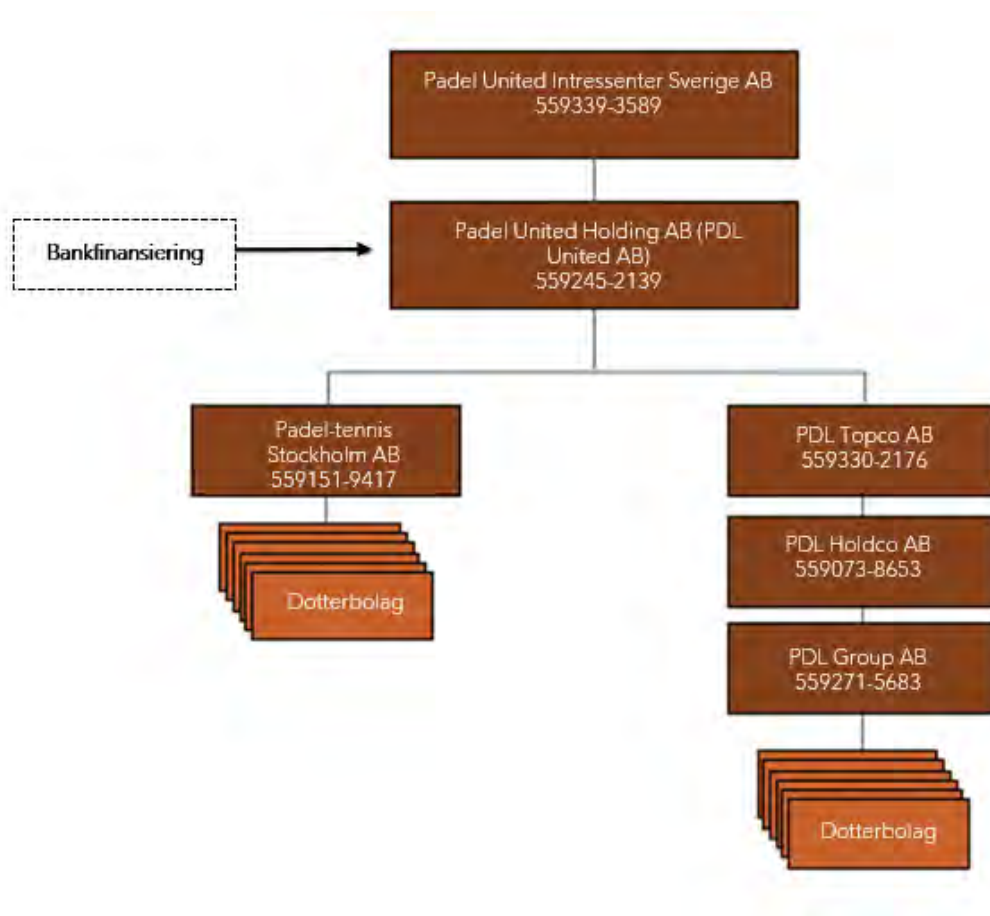 Padel United Intressenter Sverige AB
559339-3589
Bankfinansiering
Padel United Holding AB (PDL
United AB)
559245-2139
Padel-tennis
Stockholm AB
559151-9417
Dotterbolag
PDL Topco AB
559330-2176
PDL Holdco AB
559073-8653
PDL Group AB
559271-5683
Dotterbolag